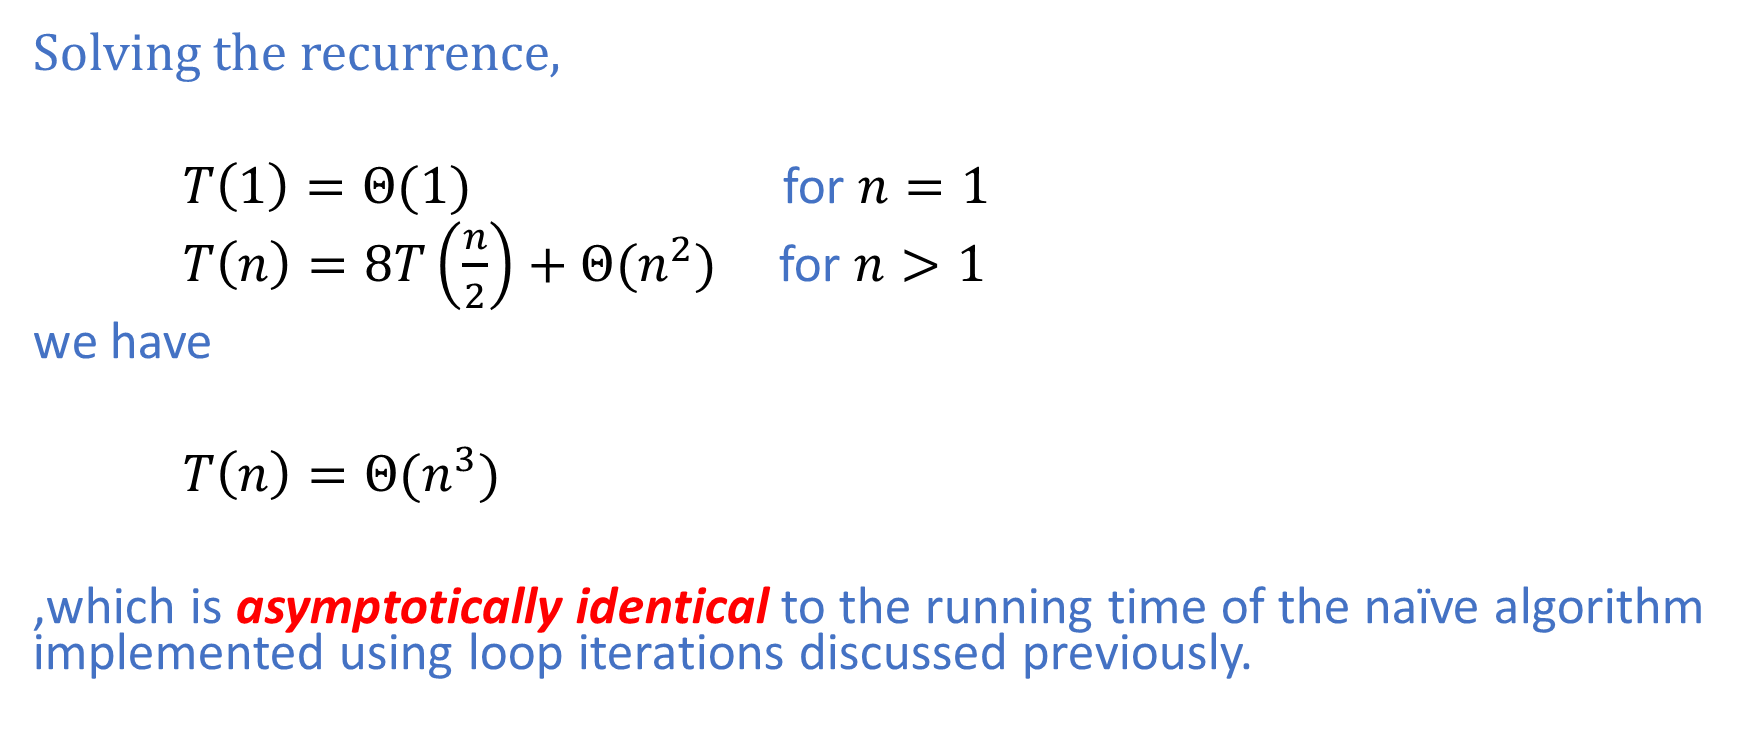 Solving the recurrence,
T(1) = Θ(1) for n = 1
T(n) = 8T(n/2) + Θ(n²) for n > 1
we have
T(n) = Θ(n³)
,which is asymptotically identical to the running time of the naïve algorithm
implemented using loop iterations discussed previously.